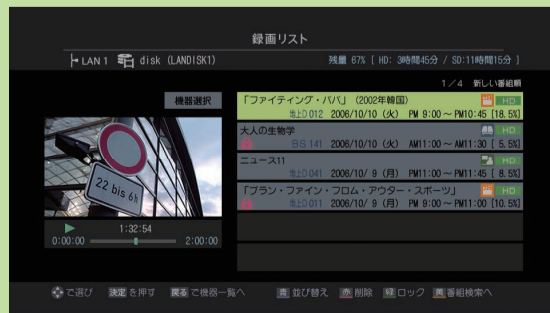 録画リスト
LAN 1 disk (LANDISK1) 残量 67% [ HD: 3時間45分 / SD:11時間15分 ]
1/4 新しい番組順
機器選択
「ファイティング・ババ」(2002年韓国) HD
地上D 012 2006/10/10 (火) PM 9:00~PM10:45 [18.5%]
大人の生物学 HD
BS 141 2006/10/10 (火) AM11:00~AM11:30 [ 5.5%]
ニュース11 HD
地上D 041 2006/10/ 9 (月) PM11:00~PM11:45 [ 8.5%]
「プラン・ファイン・フロム・アウター・スポーツ」 HD
地上D 011 2006/10/ 9 (月) PM 9:00~PM11:00 [10.5%]
22 bis 6h
1:32:54
0:00:00 2:00:00
で選び 決定 を押す 戻る で機器一覧へ 青 並び替え 赤 削除 緑 ロック 黄 番組検索へ